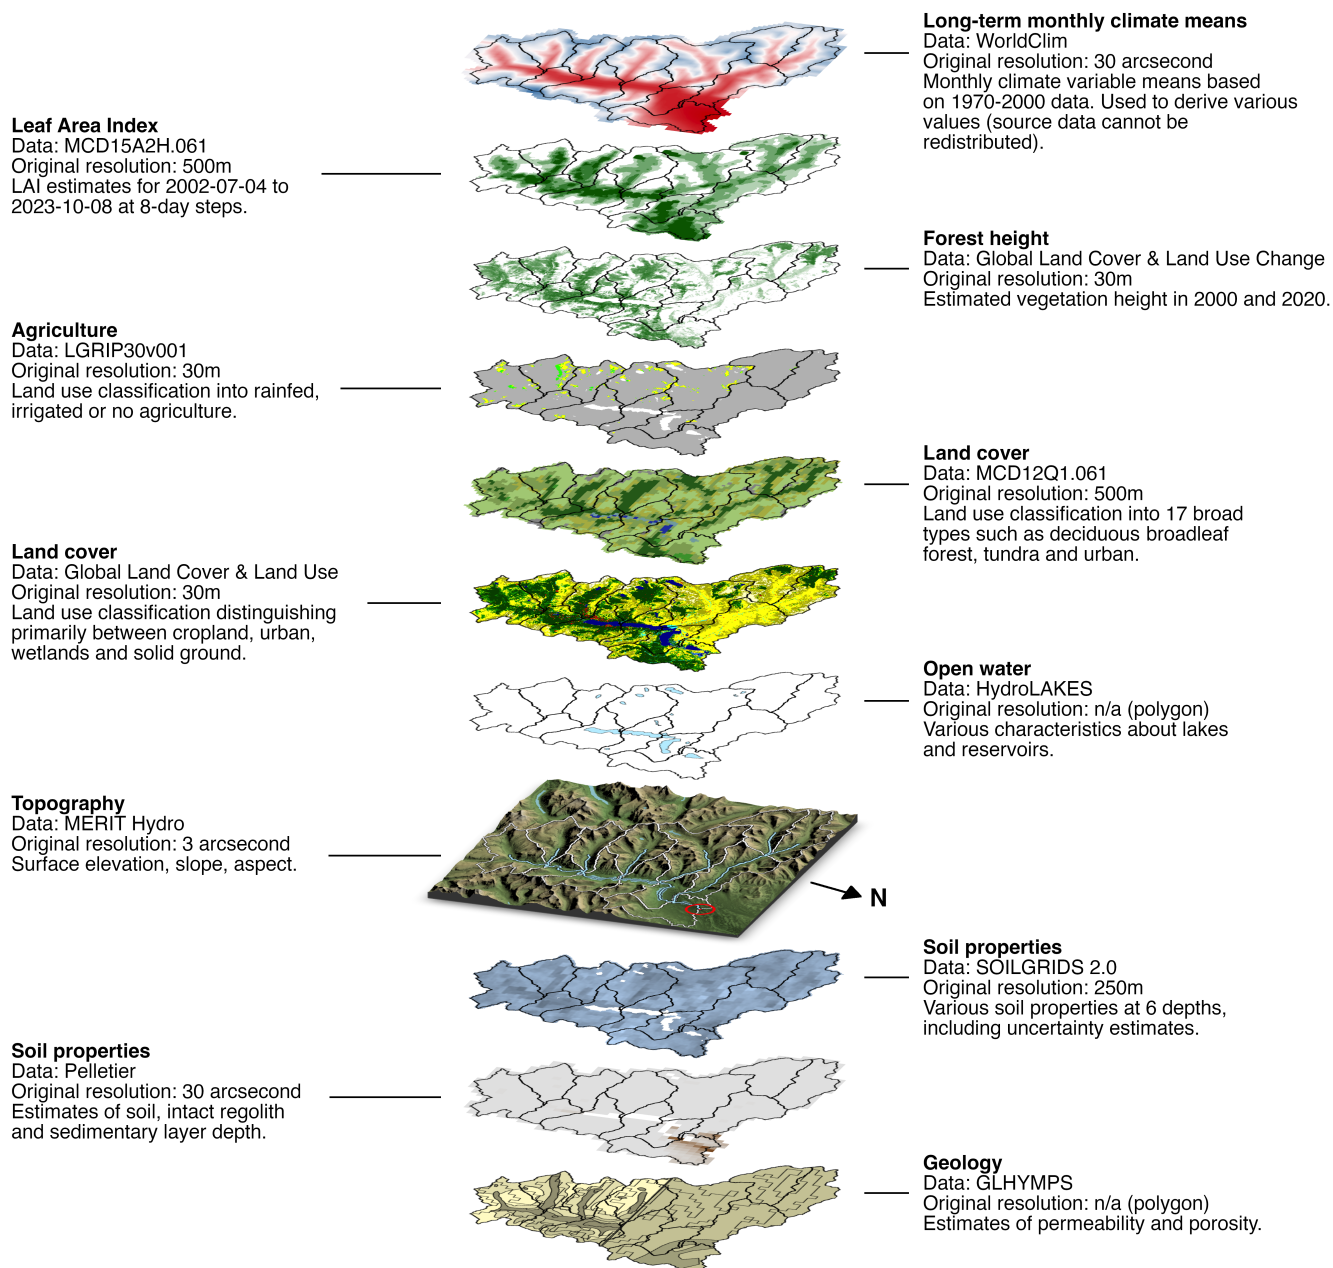 Long-term monthly climate means
Data: WorldClim
Original resolution: 30 arcsecond
Monthly climate variable means based
on 1970-2000 data. Used to derive various
values (source data cannot be
redistributed).
Leaf Area Index
Data: MCD15A2H.061
Original resolution: 500m
LAI estimates for 2002-07-04 to
2023-10-08 at 8-day steps.
Forest height
Data: Global Land Cover & Land Use Change
Original resolution: 30m
Estimated vegetation height in 2000 and 2020.
Agriculture
Data: LGRIP30v001
Original resolution: 30m
Land use classification into rainfed,
irrigated or no agriculture.
Land cover
Data: MCD12Q1.061
Original resolution: 500m
Land use classification into 17 broad
types such as deciduous broadleaf
forest, tundra and urban.
Land cover
Data: Global Land Cover & Land Use
Original resolution: 30m
Land use classification distinguishing
primarily between cropland, urban,
wetlands and solid ground.
Open water
Data: HydroLAKES
Original resolution: n/a (polygon)
Various characteristics about lakes
and reservoirs.
Topography
Data: MERIT Hydro
Original resolution: 3 arcsecond
Surface elevation, slope, aspect.
N
Soil properties
Data: SOILGRIDS 2.0
Original resolution: 250m
Various soil properties at 6 depths,
including uncertainty estimates.
Soil properties
Data: Pelletier
Original resolution: 30 arcsecond
Estimates of soil, intact regolith
and sedimentary layer depth.
Geology
Data: GLHYMPS
Original resolution: n/a (polygon)
Estimates of permeability and porosity.